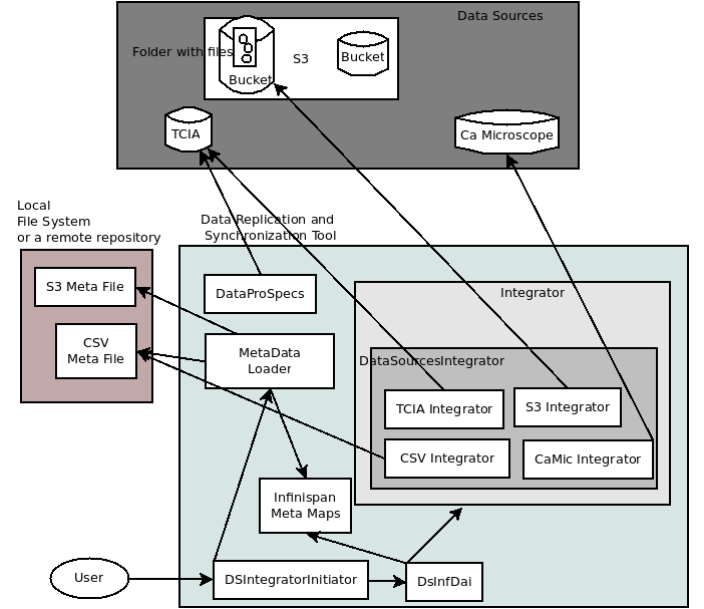 Data Sources
Folder with files
S3
Bucket
Bucket
TCIA
Ca Microscope
Local
File System
or a remote repository
Data Replication and
Synchronization Tool
S3 Meta File
CSV
Meta File
DataProSpecs
MetaData
Loader
Integrator
DataSourcesIntegrator
TCIA Integrator
S3 Integrator
CSV Integrator
CaMic Integrator
Infinispan
Meta Maps
User
DSIntegratorInitiator
DsInfDai